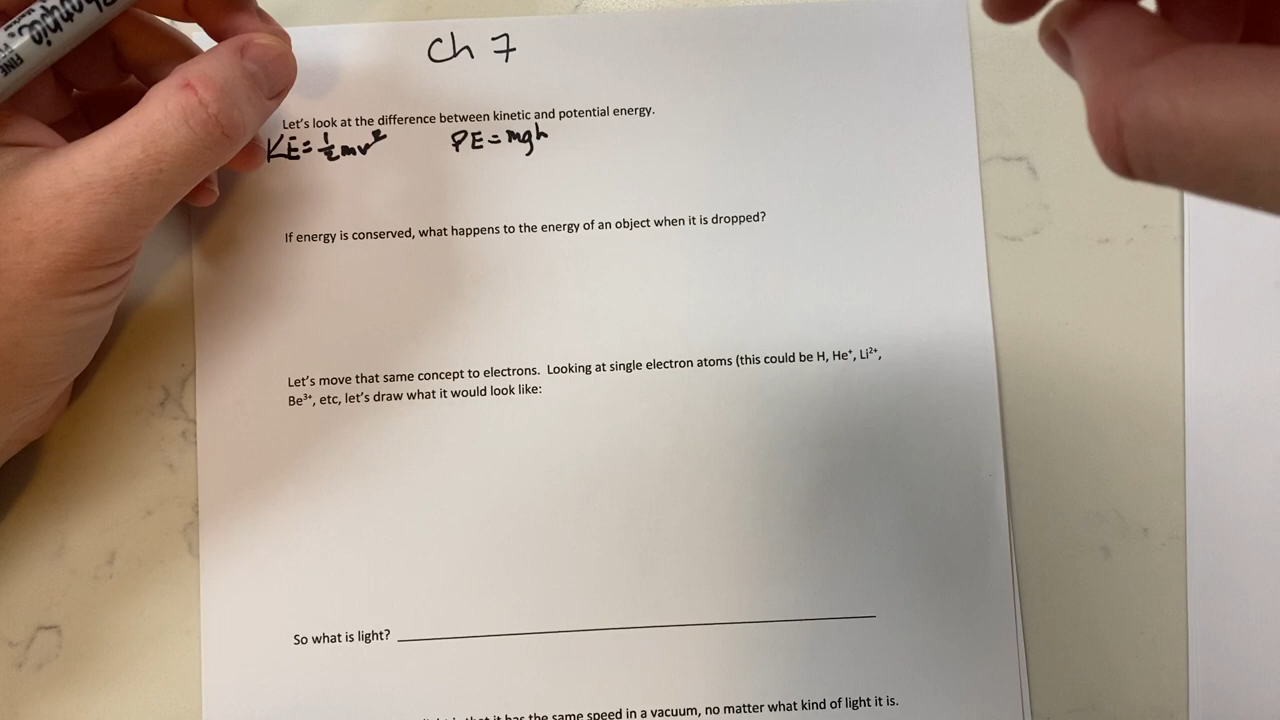 Sharpie
FINE
Ch 7
Let's look at the difference between kinetic and potential energy.
KE = ½mv² PE = mgh
If energy is conserved, what happens to the energy of an object when it is dropped?
Let's move that same concept to electrons. Looking at single electron atoms (this could be H, He⁺, Li²⁺,
Be³⁺, etc, let's draw what it would look like:
So what is light? ____________________
it has the same speed in a vacuum, no matter what kind of light it is.